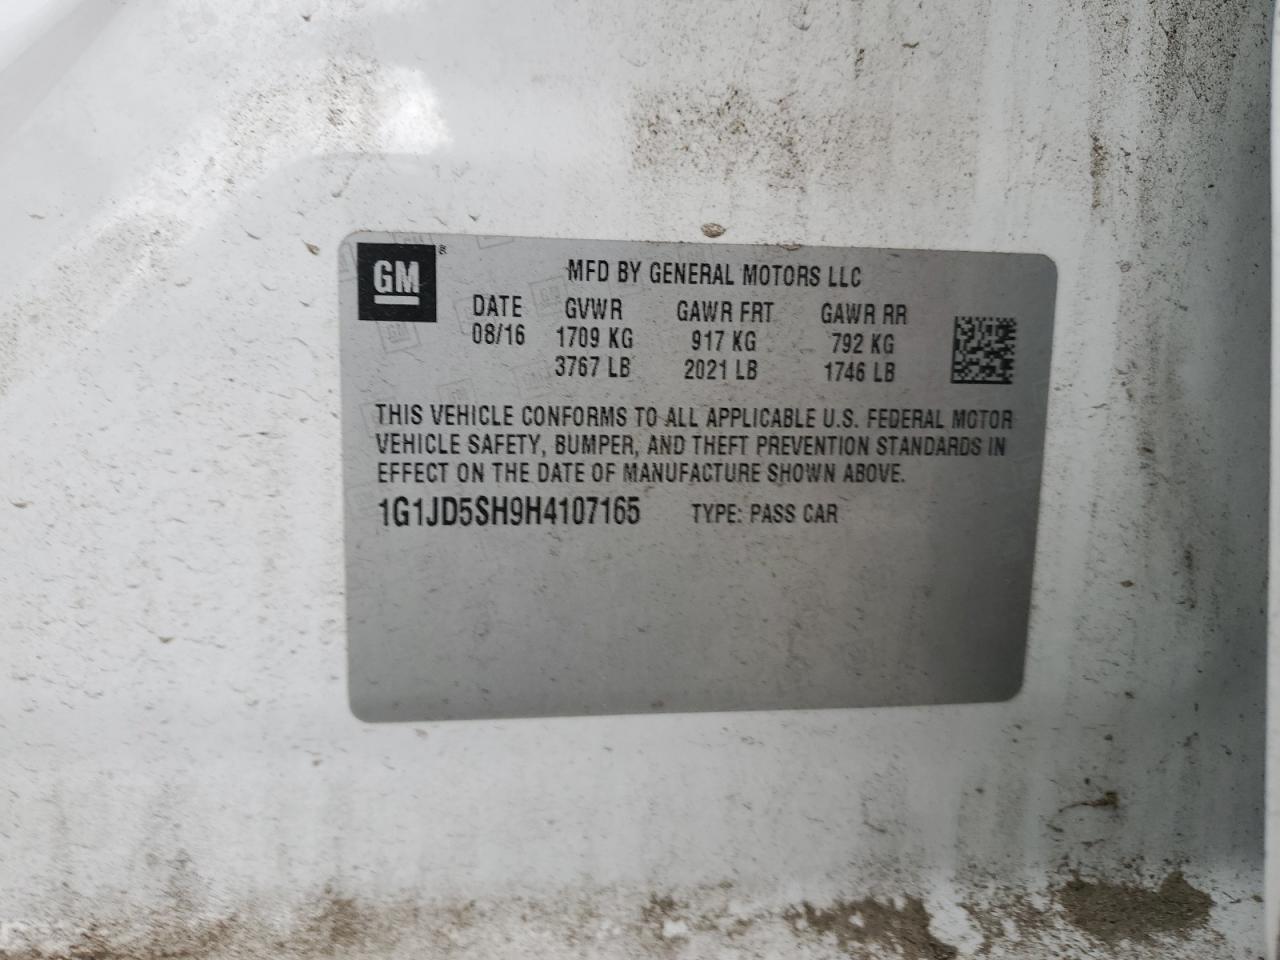 GM ®
MFD BY GENERAL MOTORS LLC
DATE GVWR GAWR FRT GAWR RR
08/16 1709 KG 917 KG 792 KG
3767 LB 2021 LB 1746 LB
THIS VEHICLE CONFORMS TO ALL APPLICABLE U.S. FEDERAL MOTOR
VEHICLE SAFETY, BUMPER, AND THEFT PREVENTION STANDARDS IN
EFFECT ON THE DATE OF MANUFACTURE SHOWN ABOVE.
1G1JD5SH9H4107165 TYPE: PASS CAR